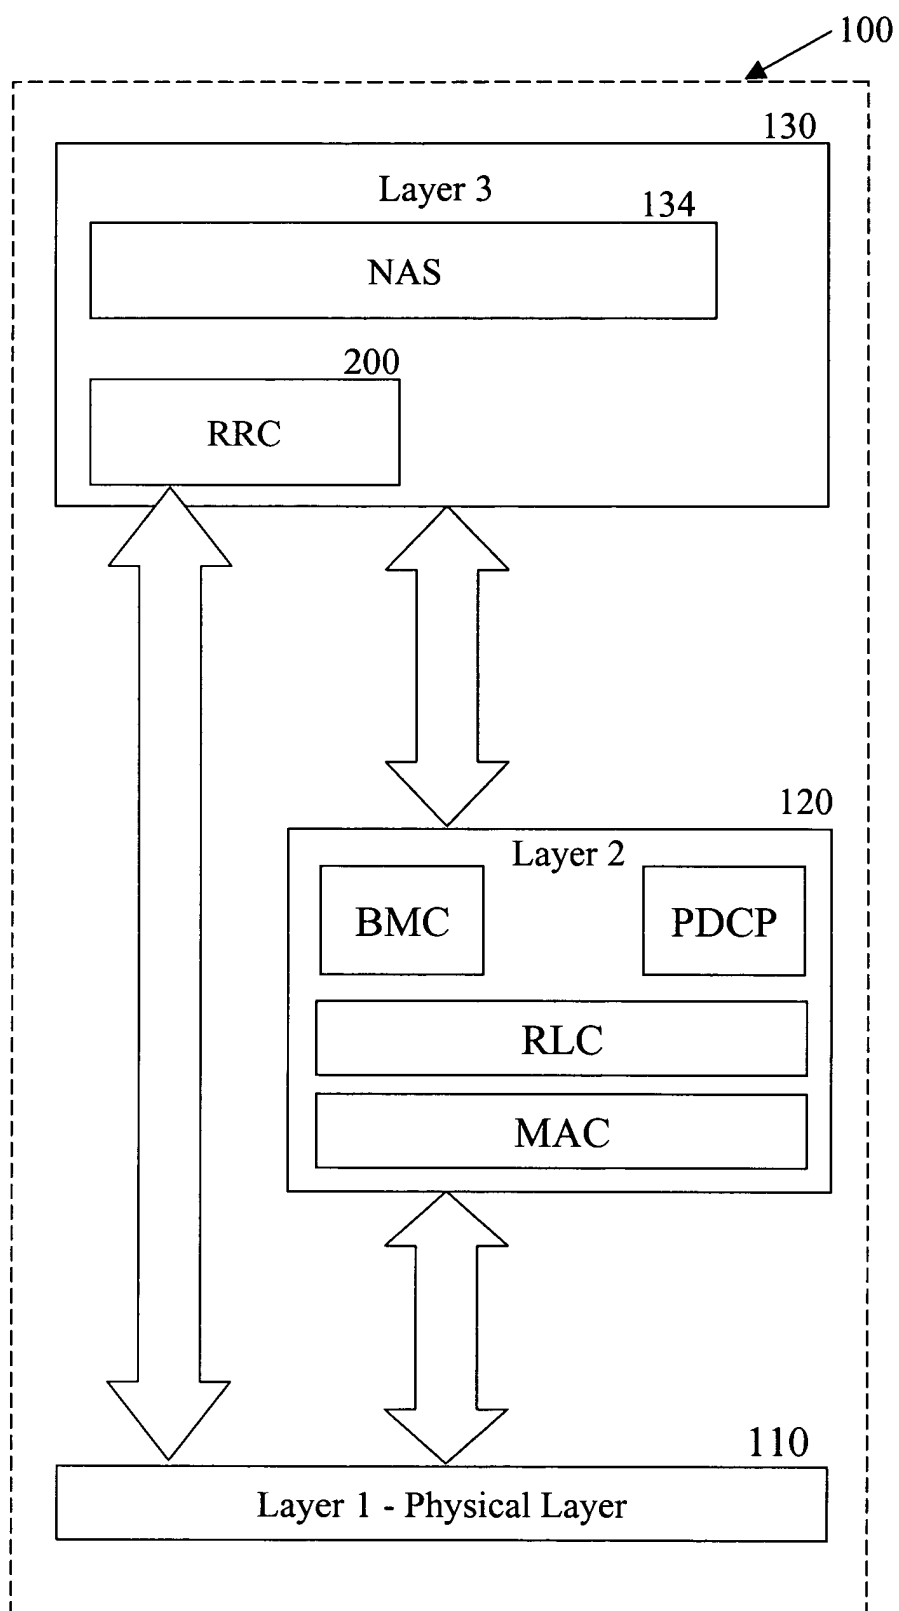 100
130
Layer 3
134
NAS
200
RRC
120
Layer 2
BMC
PDCP
RLC
MAC
110
Layer 1 - Physical Layer